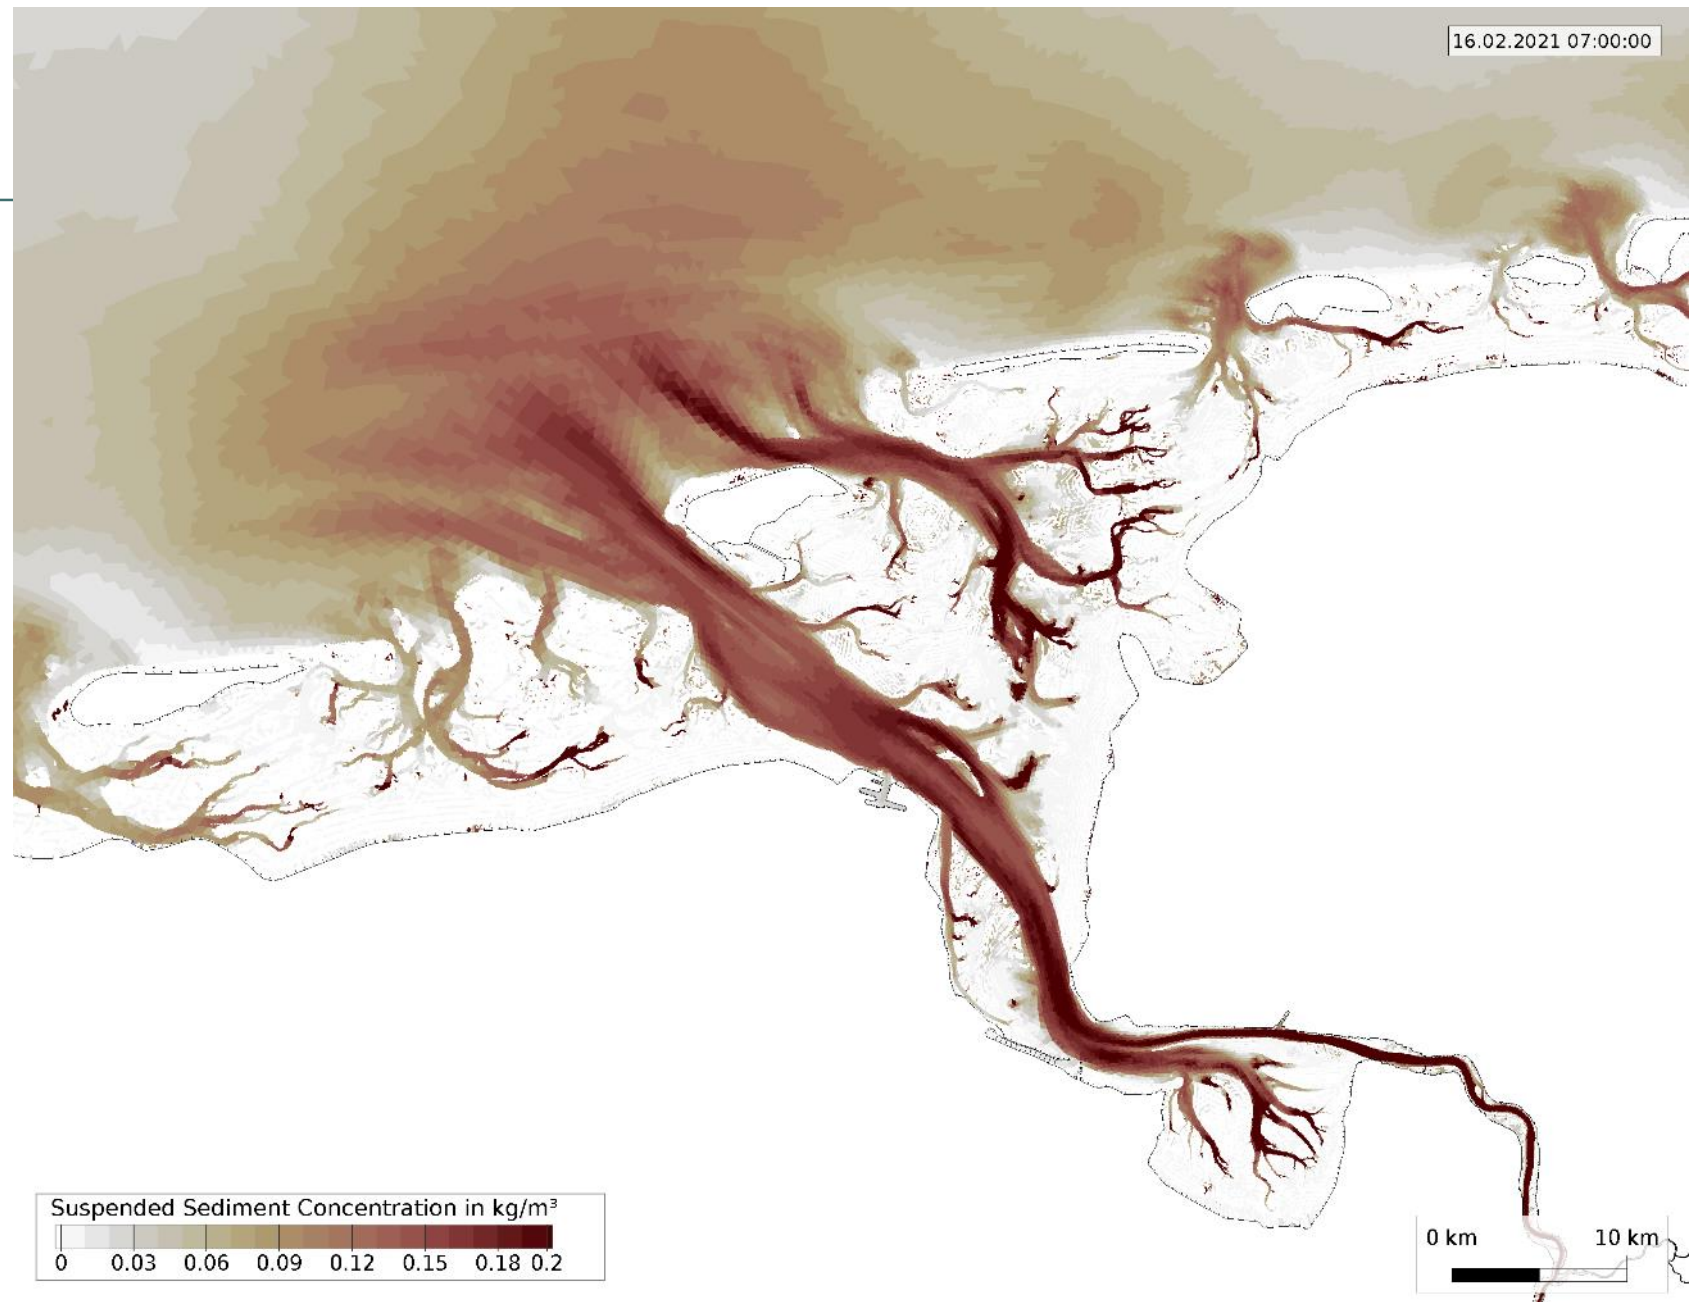 16.02.2021 07:00:00
Suspended Sediment Concentration in kg/m³
0 0.03 0.06 0.09 0.12 0.15 0.18 0.2
0 km 10 km